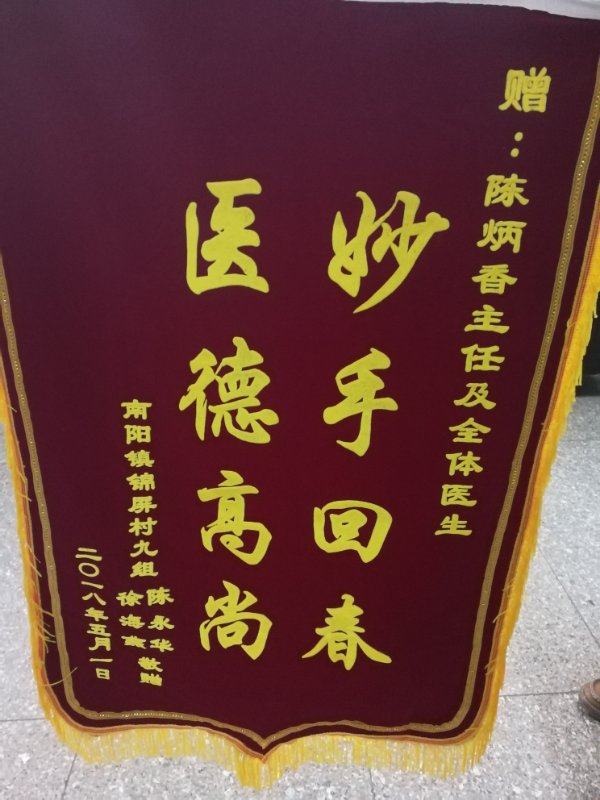 赠：陈炳香主任及全体医生
妙手回春
医德高尚
南阳镇锦屏村九组
陈永华
徐海燕
敬赠
二〇一八年五月一日